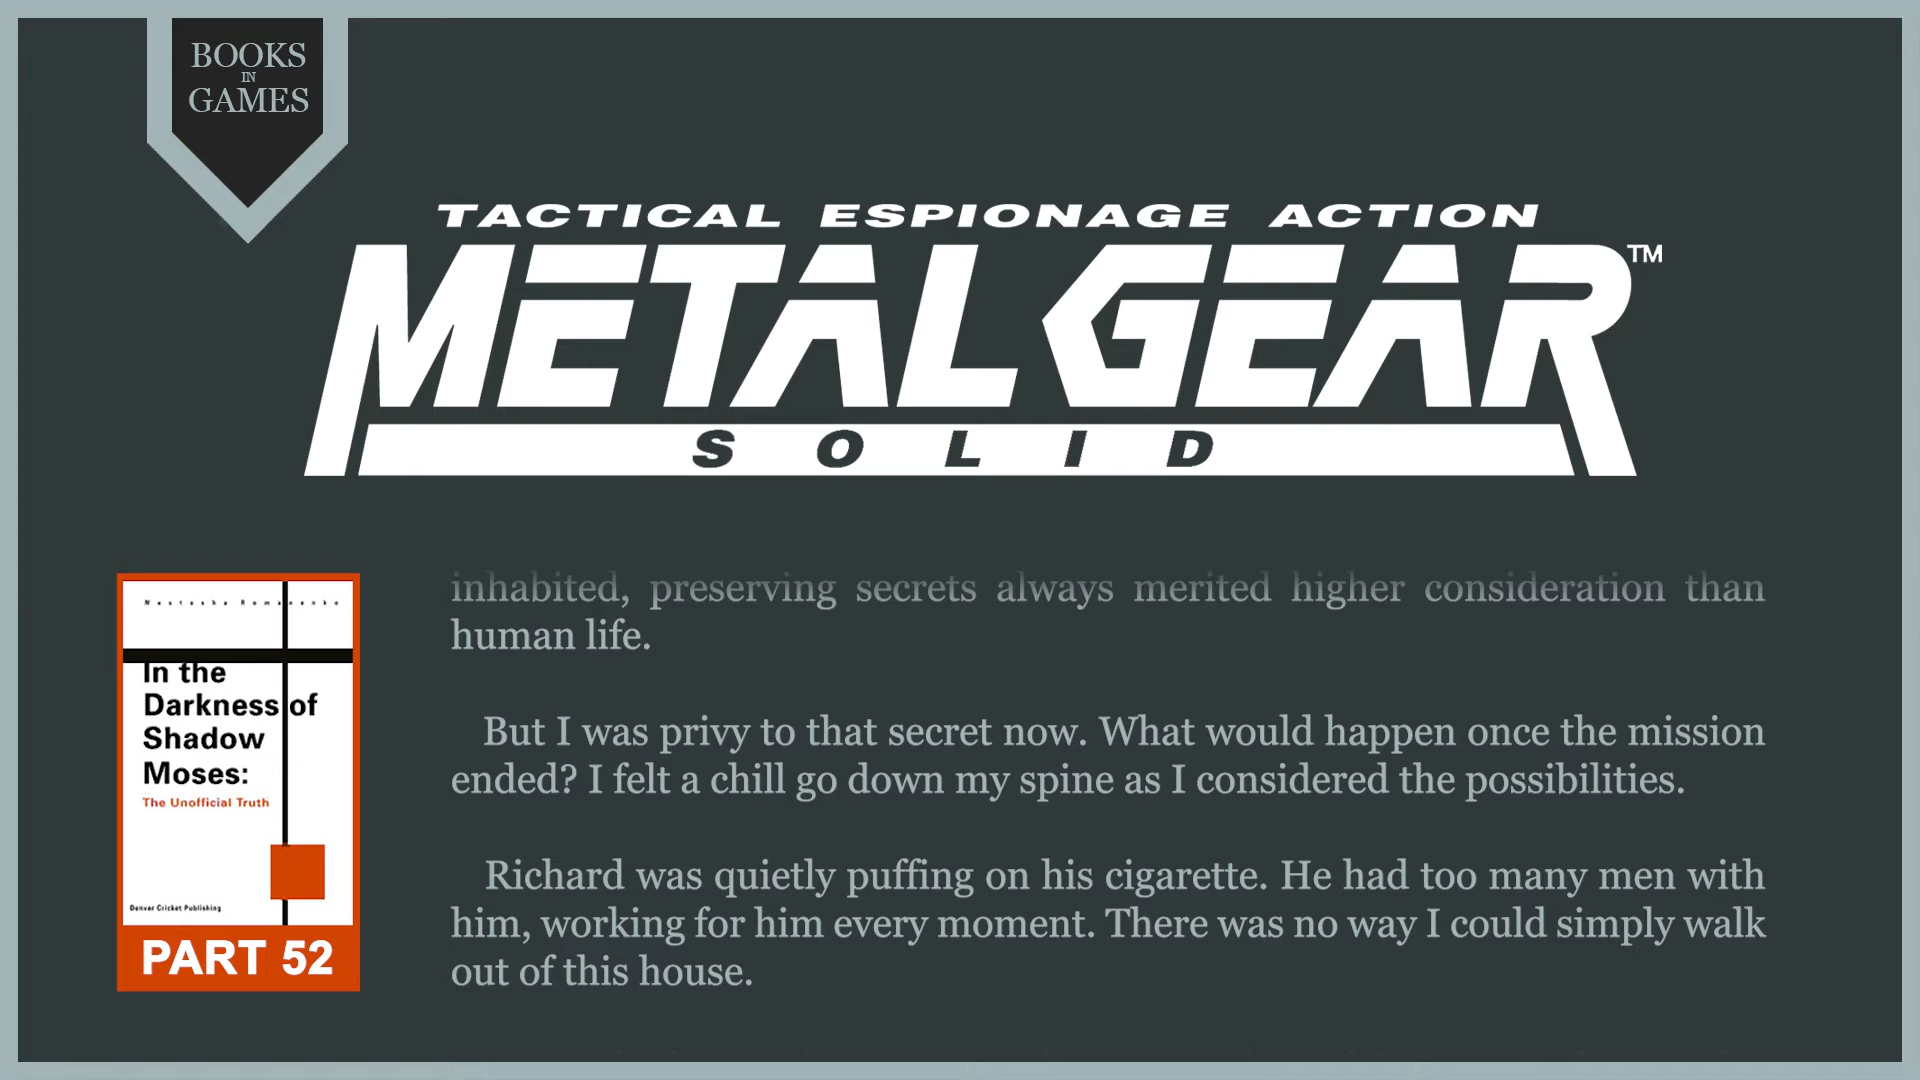 BOOKS
IN
GAMES
TACTICAL ESPIONAGE ACTION
METAL GEAR™
SOLID
Nastasha Romanenko
In the
Darkness of
Shadow
Moses:
The Unofficial Truth
Denver Cricket Publishing
PART 52
inhabited, preserving secrets always merited higher consideration than
human life.
But I was privy to that secret now. What would happen once the mission
ended? I felt a chill go down my spine as I considered the possibilities.
Richard was quietly puffing on his cigarette. He had too many men with
him, working for him every moment. There was no way I could simply walk
out of this house.